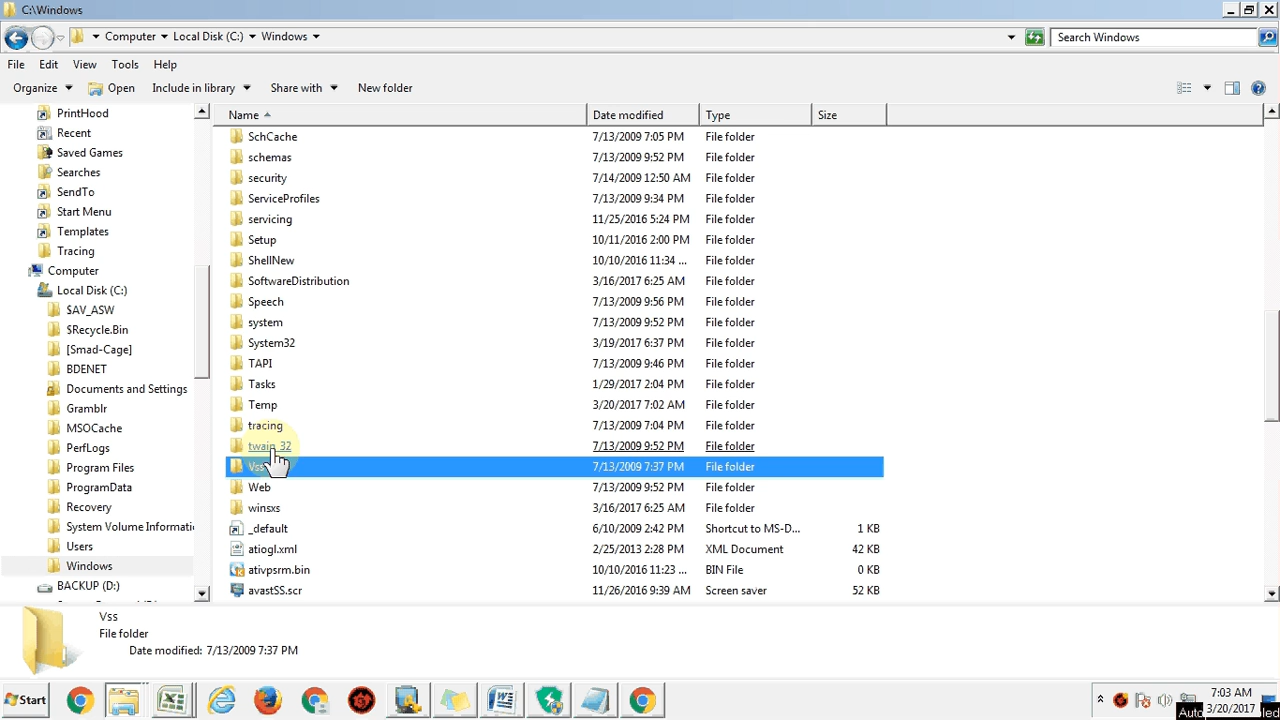 C:\Windows
Computer Local Disk (C:) Windows
Search Windows
File Edit View Tools Help
Organize Open Include in library Share with New folder
PrintHood
Recent
Saved Games
Searches
SendTo
Start Menu
Templates
Tracing
Computer
Local Disk (C:)
$AV_ASW
$Recycle.Bin
[Smad-Cage]
BDENET
Documents and Settings
Gramblr
MSOCache
PerfLogs
Program Files
ProgramData
Recovery
System Volume Informatic
Users
Windows
BACKUP (D:)
Name Date modified Type Size
SchCache 7/13/2009 7:05 PM File folder
schemas 7/13/2009 9:52 PM File folder
security 7/14/2009 12:50 AM File folder
ServiceProfiles 7/13/2009 9:34 PM File folder
servicing 11/25/2016 5:24 PM File folder
Setup 10/11/2016 2:00 PM File folder
ShellNew 10/10/2016 11:34 ... File folder
SoftwareDistribution 3/16/2017 6:25 AM File folder
Speech 7/13/2009 9:56 PM File folder
system 7/13/2009 9:52 PM File folder
System32 3/19/2017 6:37 PM File folder
TAPI 7/13/2009 9:46 PM File folder
Tasks 1/29/2017 2:04 PM File folder
Temp 3/20/2017 7:02 AM File folder
tracing 7/13/2009 7:04 PM File folder
twain_32 7/13/2009 9:52 PM File folder
Vss 7/13/2009 7:37 PM File folder
Web 7/13/2009 9:52 PM File folder
winsxs 3/16/2017 6:25 AM File folder
_default 6/10/2009 2:42 PM Shortcut to MS-D... 1 KB
atiogl.xml 2/25/2013 2:28 PM XML Document 42 KB
ativpsrm.bin 10/10/2016 11:23 ... BIN File 0 KB
avastSS.scr 11/26/2016 9:39 AM Screen saver 52 KB
Vss
File folder
Date modified: 7/13/2009 7:37 PM
Start
7:03 AM
3/20/2017